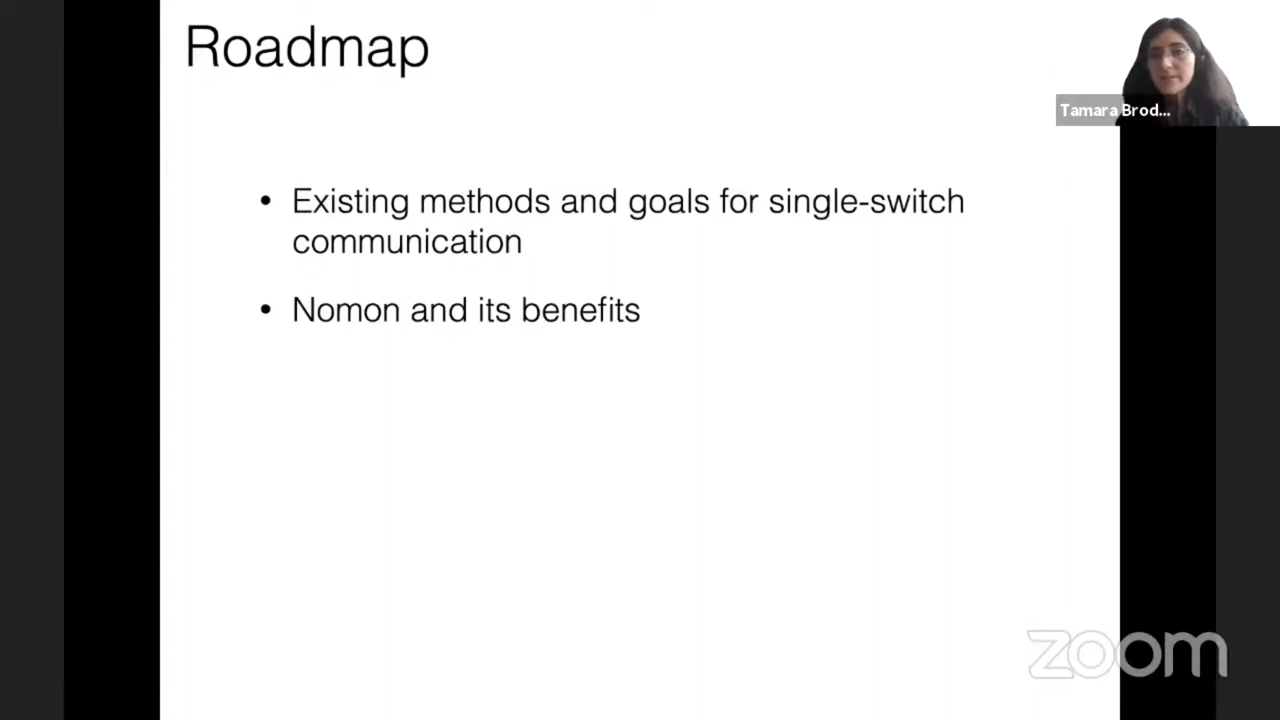 Roadmap
Tamara Brod...
• Existing methods and goals for single-switch
communication
• Nomon and its benefits
zoom